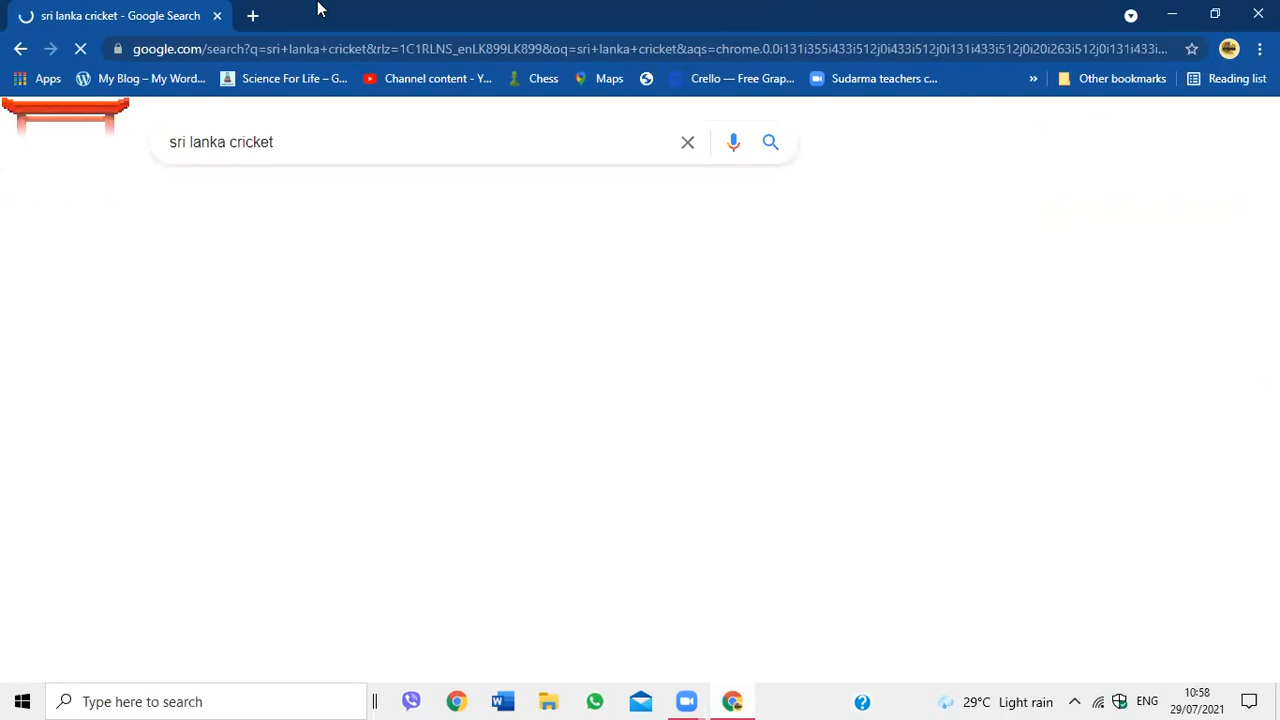 sri lanka cricket - Google Search
google.com/search?q=sri+lanka+cricket&rlz=1C1RLNS_enLK899LK899&oq=sri+lanka+cricket&aqs=chrome.0.0i131i355i433i512j0i433i512j0i131i433i512j0i20i263i512j0i131i433i...
Apps My Blog – My Word... Science For Life – G... Channel content - Y... Chess Maps Crello — Free Grap... Sudarma teachers c... » Other bookmarks Reading list
sri lanka cricket
Type here to search
29°C Light rain
ENG
10:58
29/07/2021